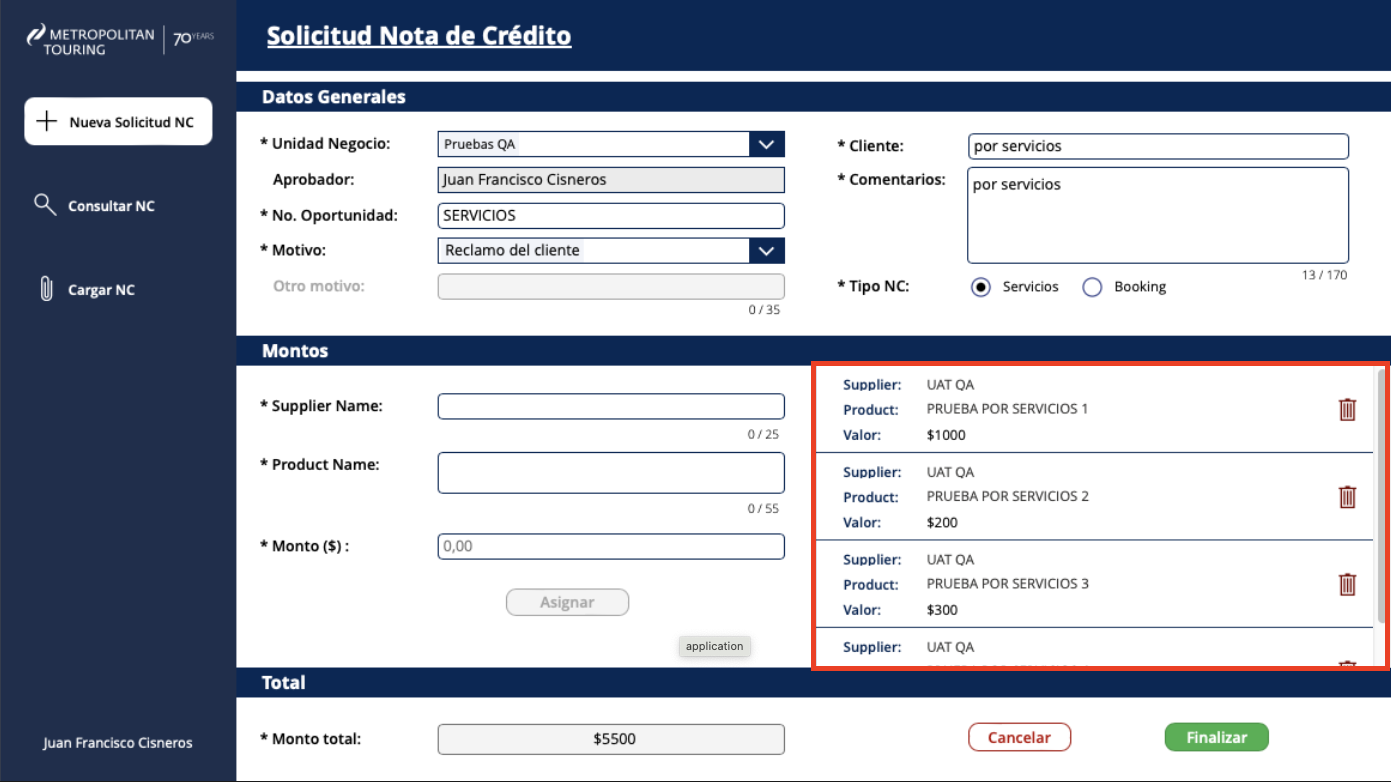 METROPOLITAN
TOURING
70 YEARS
Solicitud Nota de Crédito
Nueva Solicitud NC
Consultar NC
Cargar NC
Juan Francisco Cisneros
Datos Generales
* Unidad Negocio:
Pruebas QA
Aprobador:
Juan Francisco Cisneros
* No. Oportunidad:
SERVICIOS
* Motivo:
Reclamo del cliente
Otro motivo:
0 / 35
* Cliente:
por servicios
* Comentarios:
por servicios
13 / 170
* Tipo NC:
Servicios
Booking
Montos
* Supplier Name:
0 / 25
* Product Name:
0 / 55
* Monto ($) :
0,00
Asignar
application
Supplier: UAT QA
Product: PRUEBA POR SERVICIOS 1
Valor: $1000
Supplier: UAT QA
Product: PRUEBA POR SERVICIOS 2
Valor: $200
Supplier: UAT QA
Product: PRUEBA POR SERVICIOS 3
Valor: $300
Supplier: UAT QA
Total
* Monto total:
$5500
Cancelar
Finalizar